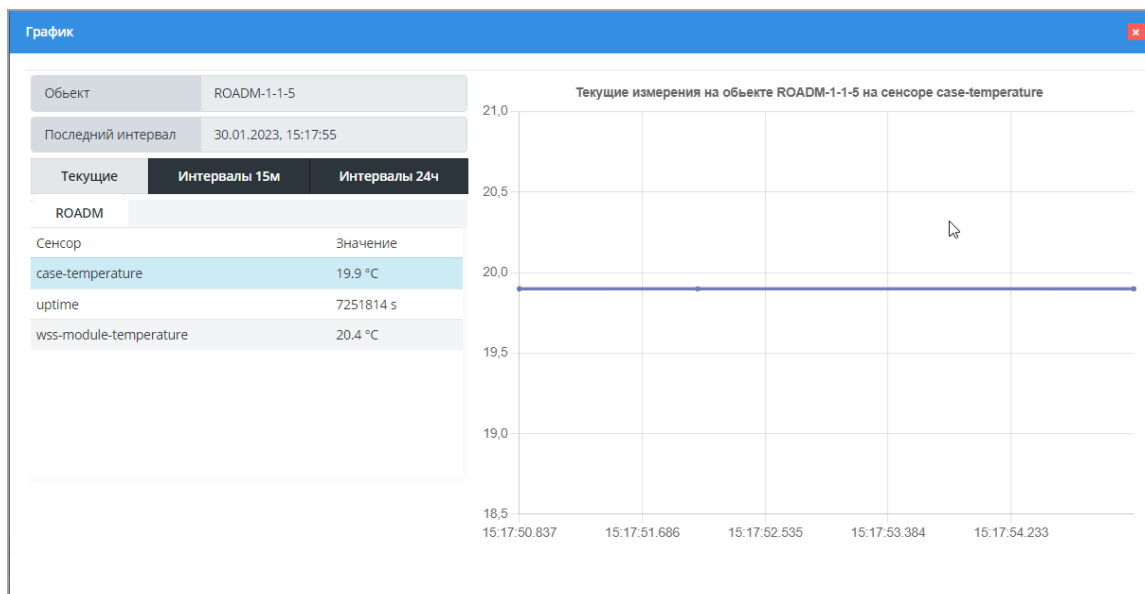 График
Обьект ROADM-1-1-5
Последний интервал 30.01.2023, 15:17:55
Текущие Интервалы 15м Интервалы 24ч
ROADM
Сенсор Значение
case-temperature 19.9 °C
uptime 7251814 s
wss-module-temperature 20.4 °C
Текущие измерения на обьекте ROADM-1-1-5 на сенсоре case-temperature
21,0
20,5
20,0
19,5
19,0
18,5
15:17:50.837 15:17:51.686 15:17:52.535 15:17:53.384 15:17:54.233